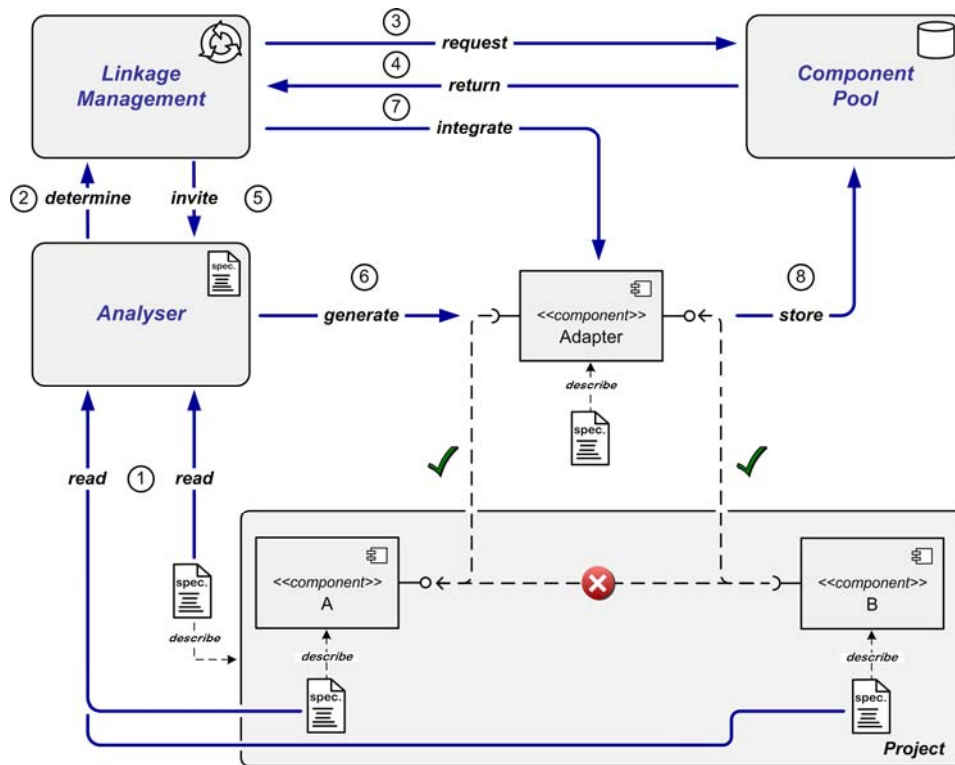 3
request
Linkage
Management
4
return
Component
Pool
7
integrate
2
determine
invite
5
spec.
Analyser
6
generate
<<component>>
Adapter
8
store
describe
spec.
read
1
read
spec.
describe
<<component>>
A
<<component>>
B
describe
describe
spec.
spec.
Project